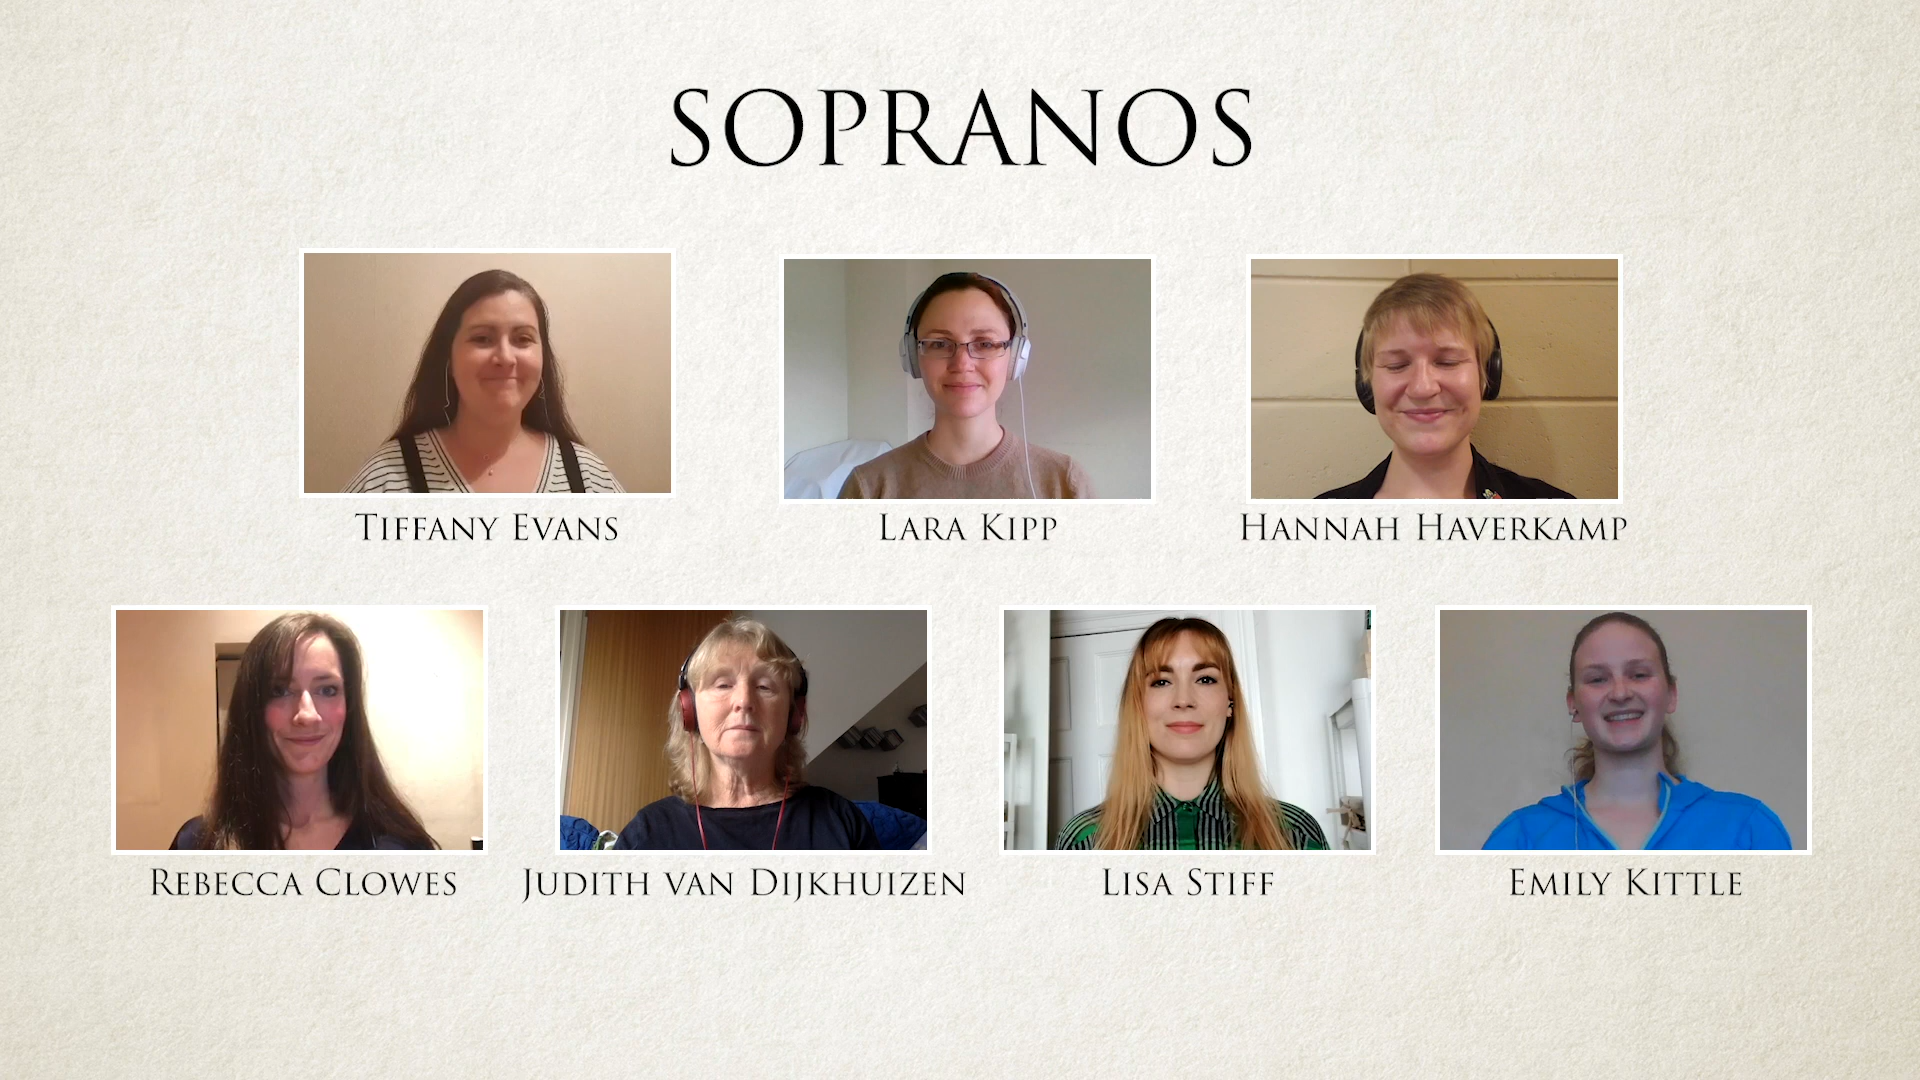 SOPRANOS
TIFFANY EVANS
LARA KIPP
HANNAH HAVERKAMP
REBECCA CLOWES
JUDITH VAN DIJKHUIZEN
LISA STIFF
EMILY KITTLE